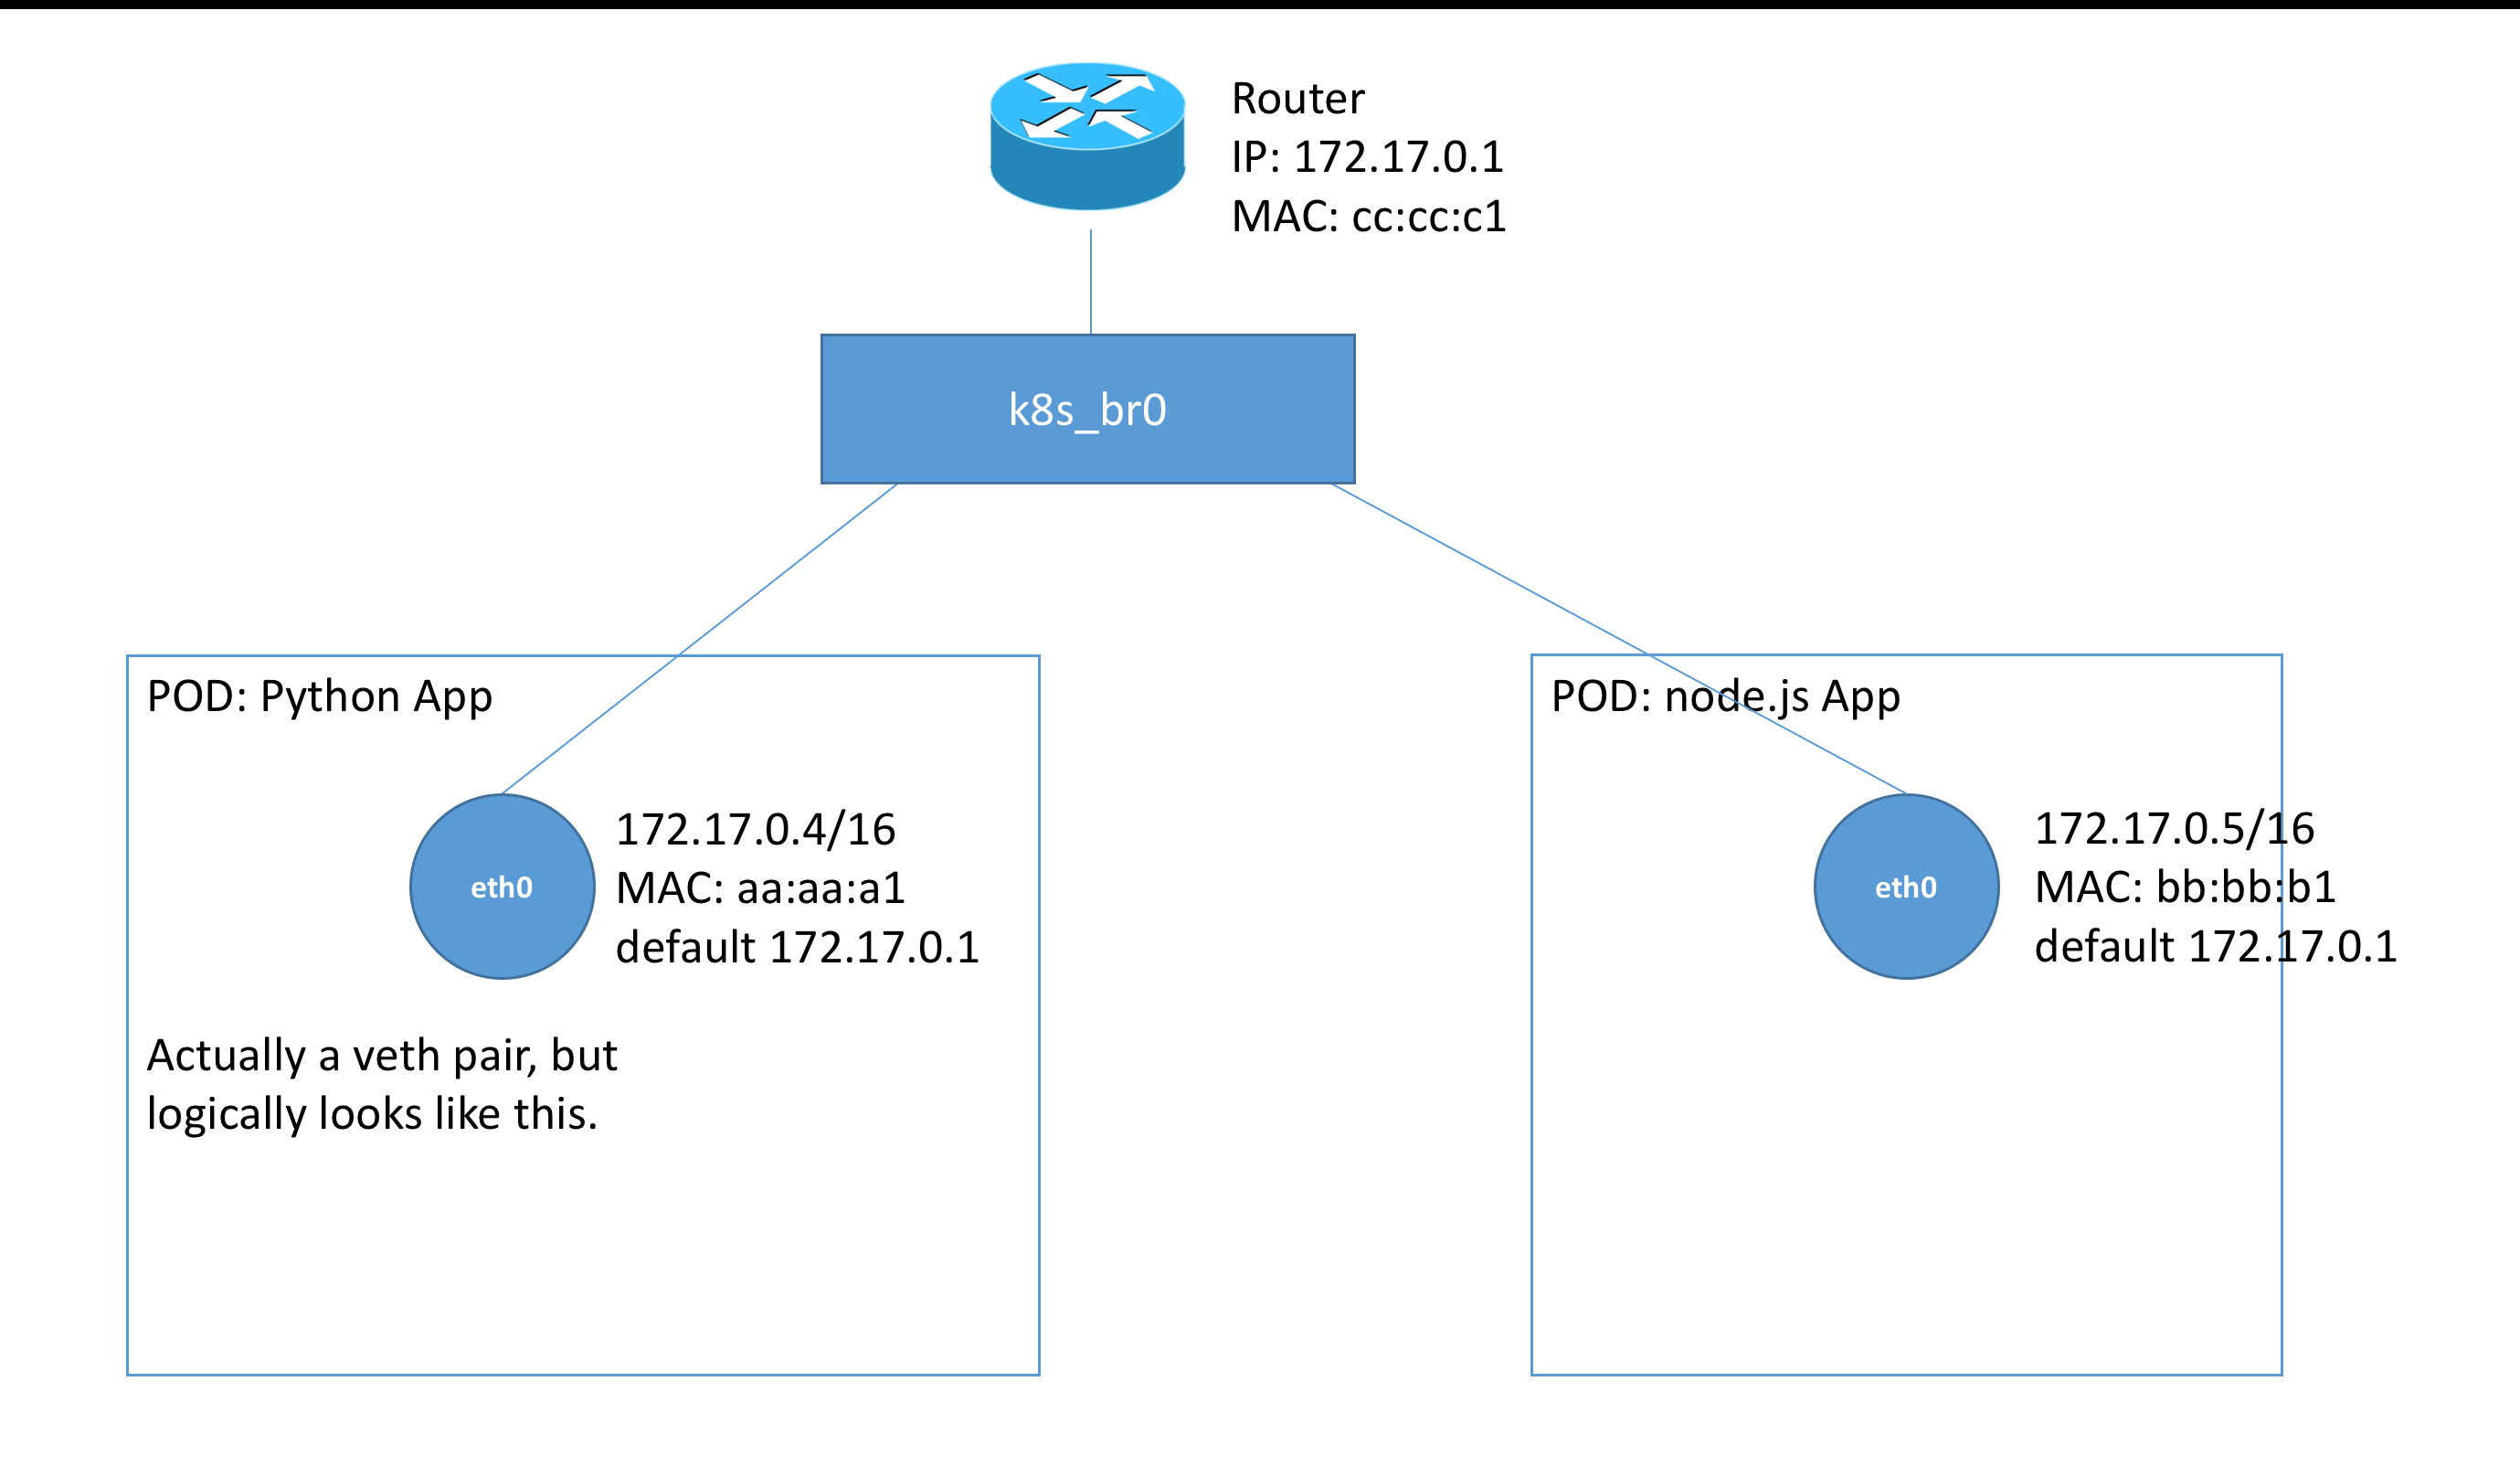 Router
IP: 172.17.0.1
MAC: cc:cc:c1
k8s_br0
POD: Python App
eth0
172.17.0.4/16
MAC: aa:aa:a1
default 172.17.0.1
Actually a veth pair, but
logically looks like this.
POD: node.js App
eth0
172.17.0.5/16
MAC: bb:bb:b1
default 172.17.0.1